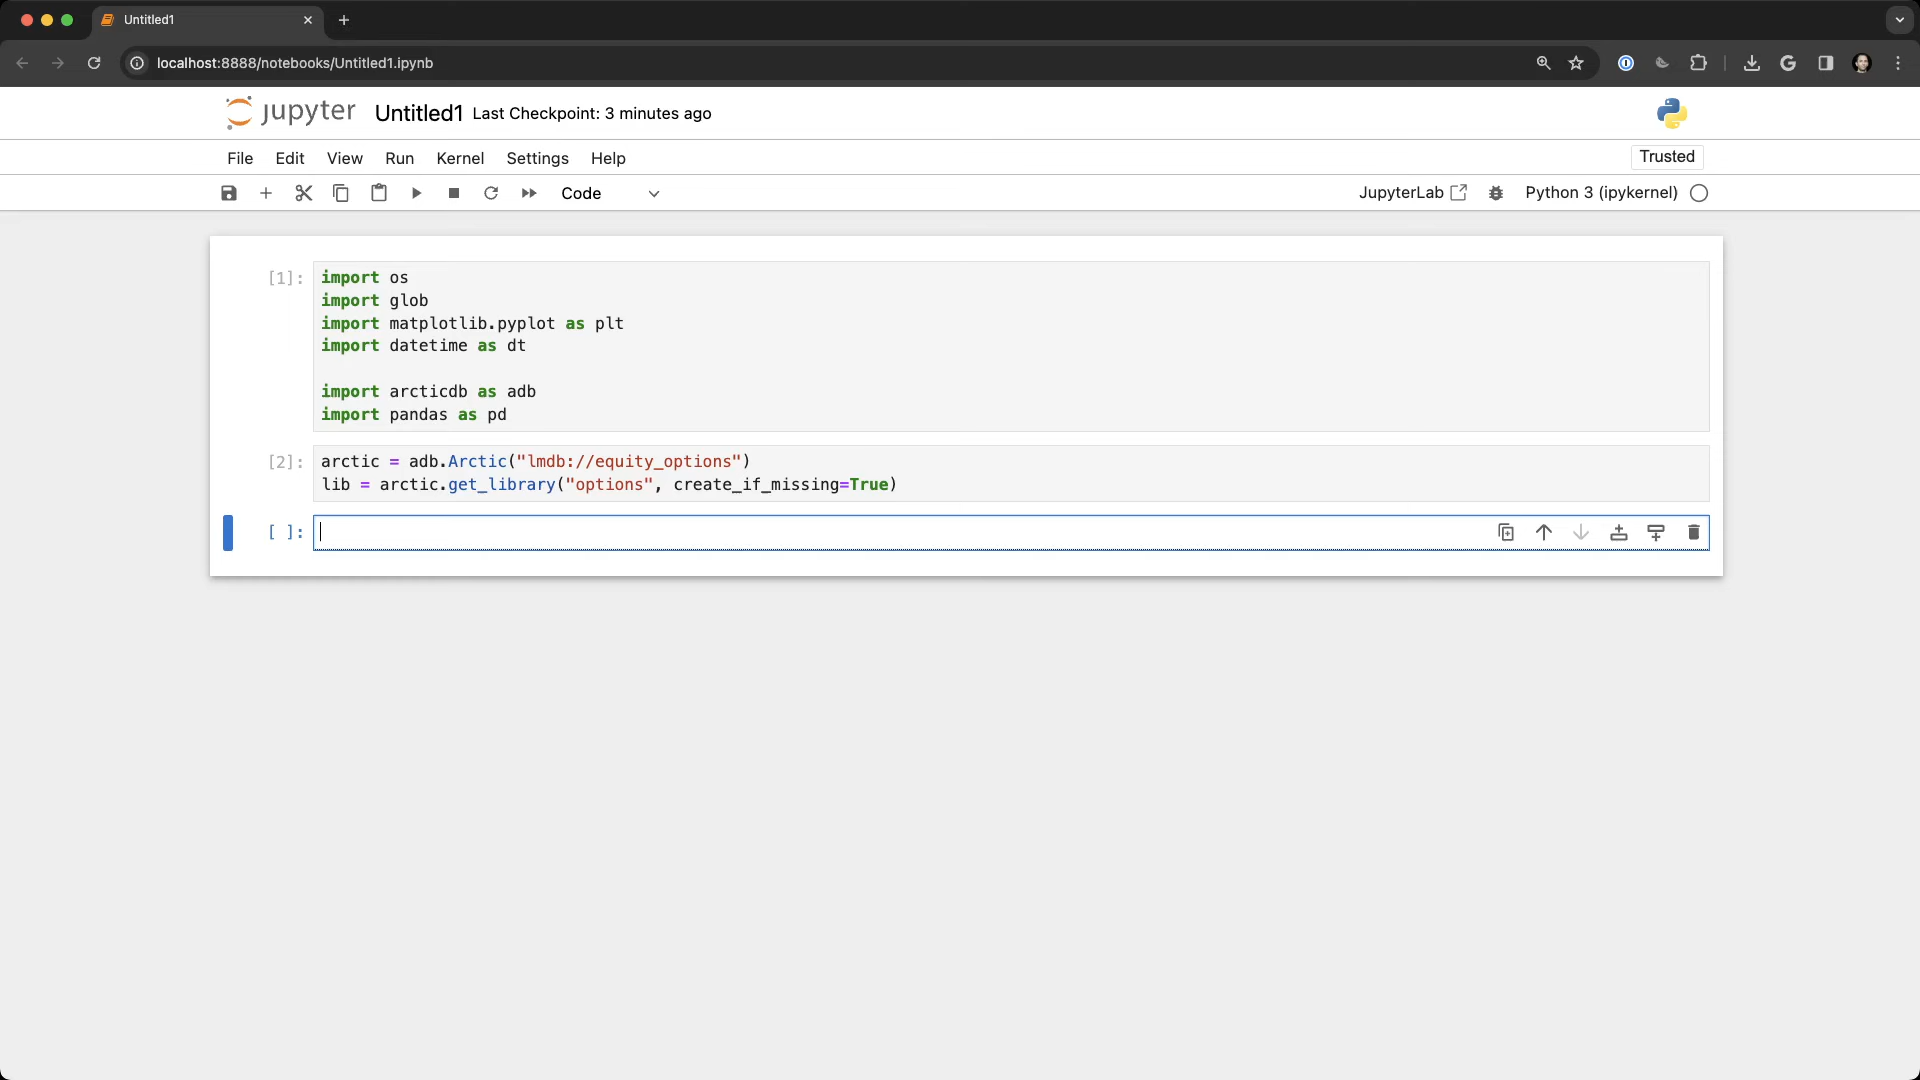 Untitled1
localhost:8888/notebooks/Untitled1.ipynb
jupyter Untitled1 Last Checkpoint: 3 minutes ago
File Edit View Run Kernel Settings Help
Trusted
Code
JupyterLab
Python 3 (ipykernel)
[1]:
import os
import glob
import matplotlib.pyplot as plt
import datetime as dt
import arcticdb as adb
import pandas as pd
[2]:
arctic = adb.Arctic("lmdb://equity_options")
lib = arctic.get_library("options", create_if_missing=True)
[ ]: